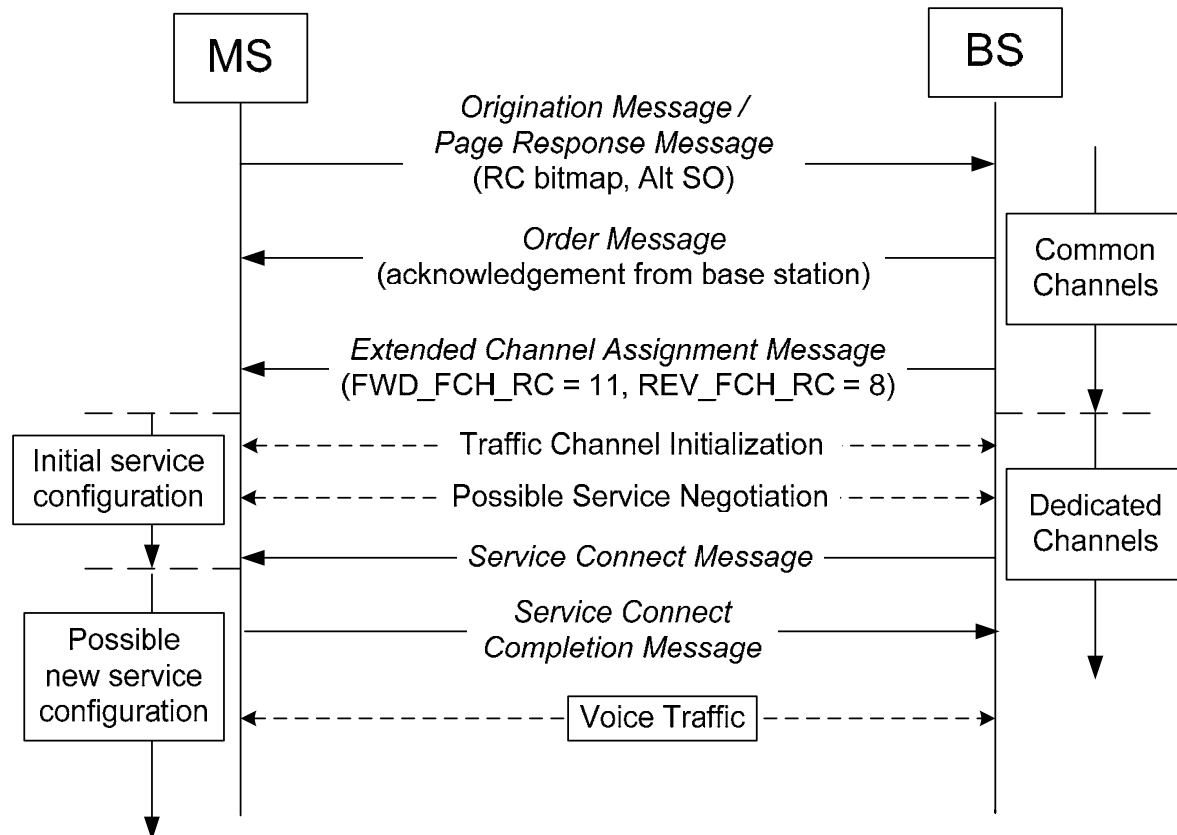 MS
BS
Origination Message /
Page Response Message
(RC bitmap, Alt SO)
Order Message
(acknowledgement from base station)
Common
Channels
Extended Channel Assignment Message
(FWD_FCH_RC = 11, REV_FCH_RC = 8)
Traffic Channel Initialization
Initial service
configuration
Possible Service Negotiation
Dedicated
Channels
Service Connect Message
Service Connect
Completion Message
Possible
new service
configuration
Voice Traffic